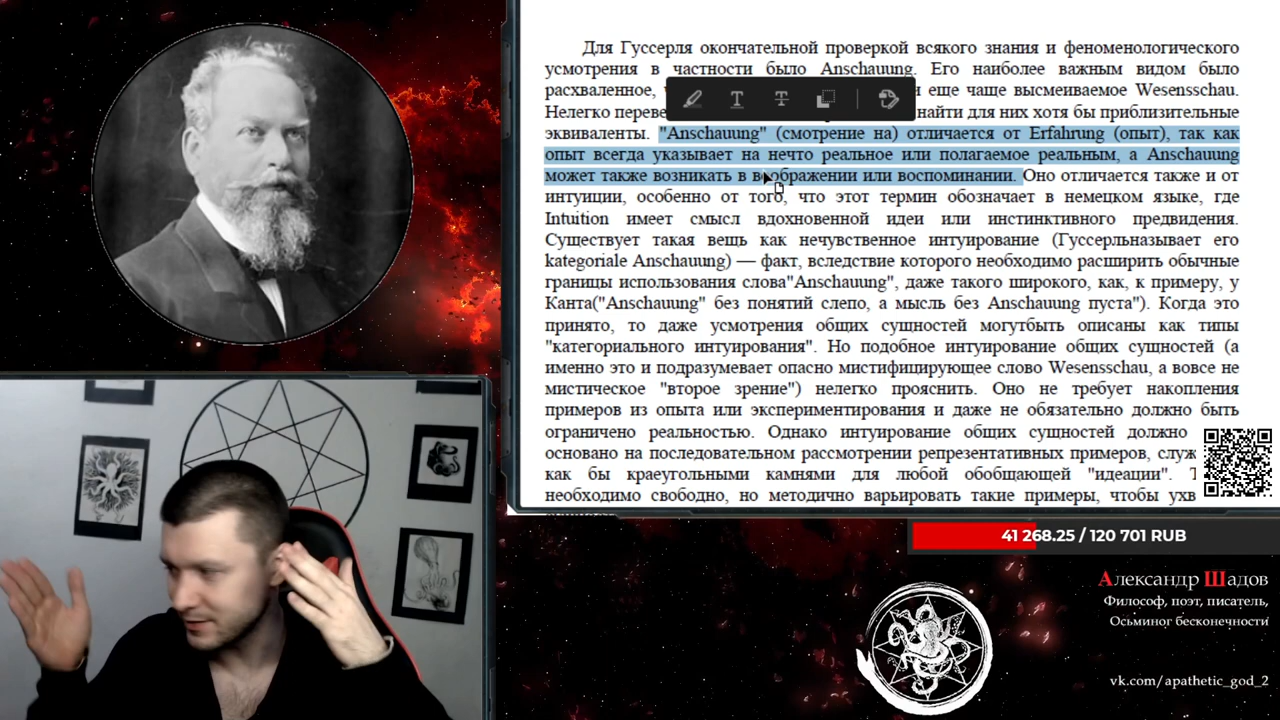 Для Гуссерля окончательной проверкой всякого знания и феноменологического
усмотрения в частности было Anschauung. Его наиболее важным видом было
расхваленное, и еще чаще высмеиваемое Wesensschau.
Нелегко найти для них хотя бы приблизительные
эквиваленты. "Anschauung" (смотрение на) отличается от Erfahrung (опыт), так как
опыт всегда указывает на нечто реальное или полагаемое реальным, а Anschauung
может также возникать в воображении или воспоминании. Оно отличается также и от
интуиции, особенно от того, что этот термин обозначает в немецком языке, где
Intuition имеет смысл вдохновенной идеи или инстинктивного предвидения.
Существует такая вещь как нечувственное интуирование (Гуссерльназывает его
kategoriale Anschauung) — факт, вследствие которого необходимо расширить обычные
границы использования слова"Anschauung", даже такого широкого, как, к примеру, у
Канта("Anschauung" без понятий слепо, а мысль без Anschauung пуста"). Когда это
принято, то даже усмотрения общих сущностей могутбыть описаны как типы
"категориального интуирования". Но подобное интуирование общих сущностей (а
именно это и подразумевает опасно мистифицирующее слово Wesensschau, а вовсе не
мистическое "второе зрение") нелегко прояснить. Оно не требует накопления
примеров из опыта или экспериментирования и даже не обязательно должно быть
ограничено реальностью. Однако интуирование общих сущностей должно
основано на последовательном рассмотрении репрезентативных примеров, служ
как бы краеугольными камнями для любой обобщающей "идеации".
необходимо свободно, но методично варьировать такие примеры, чтобы ухв
41 268.25 / 120 701 RUB
Александр Шадов
Философ, поэт, писатель,
Осьминог бесконечности
vk.com/apathetic_god_2